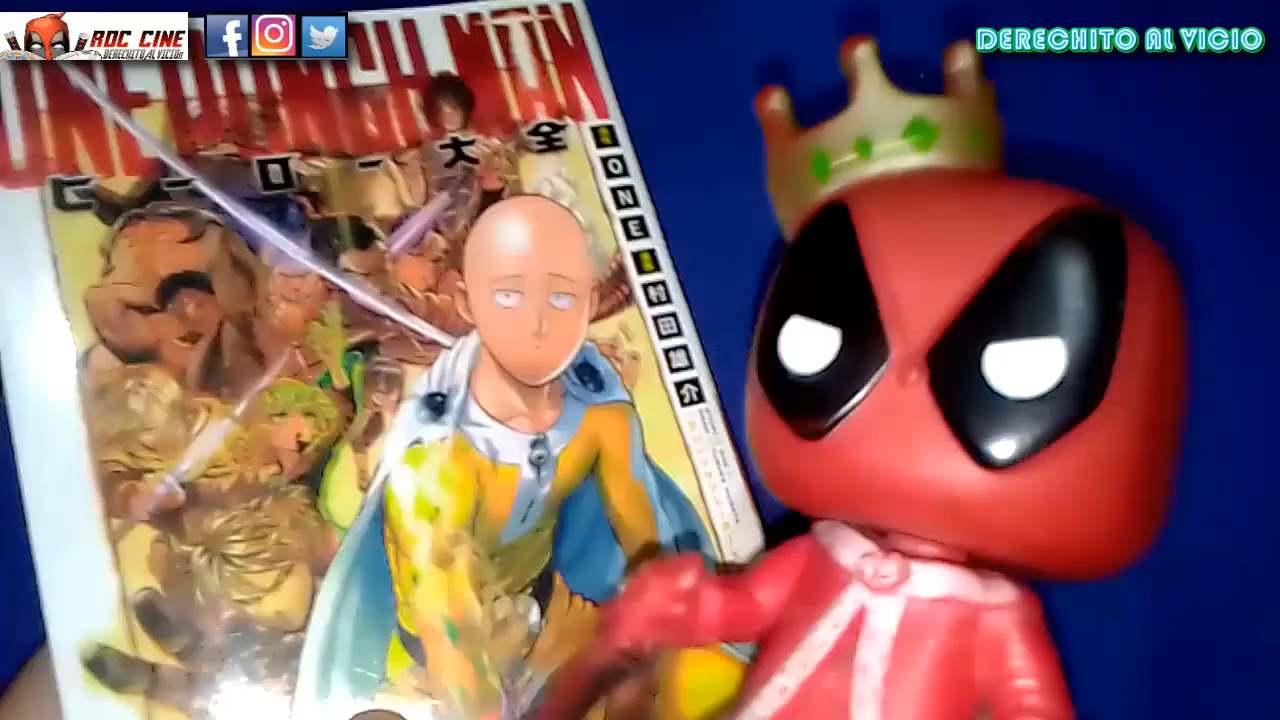 RDC CINE
DERECHITO AL VICIO
DERECHITO AL VICIO
ONE PUNCH MAN
ヒーロー大全
ONE
村田雄介